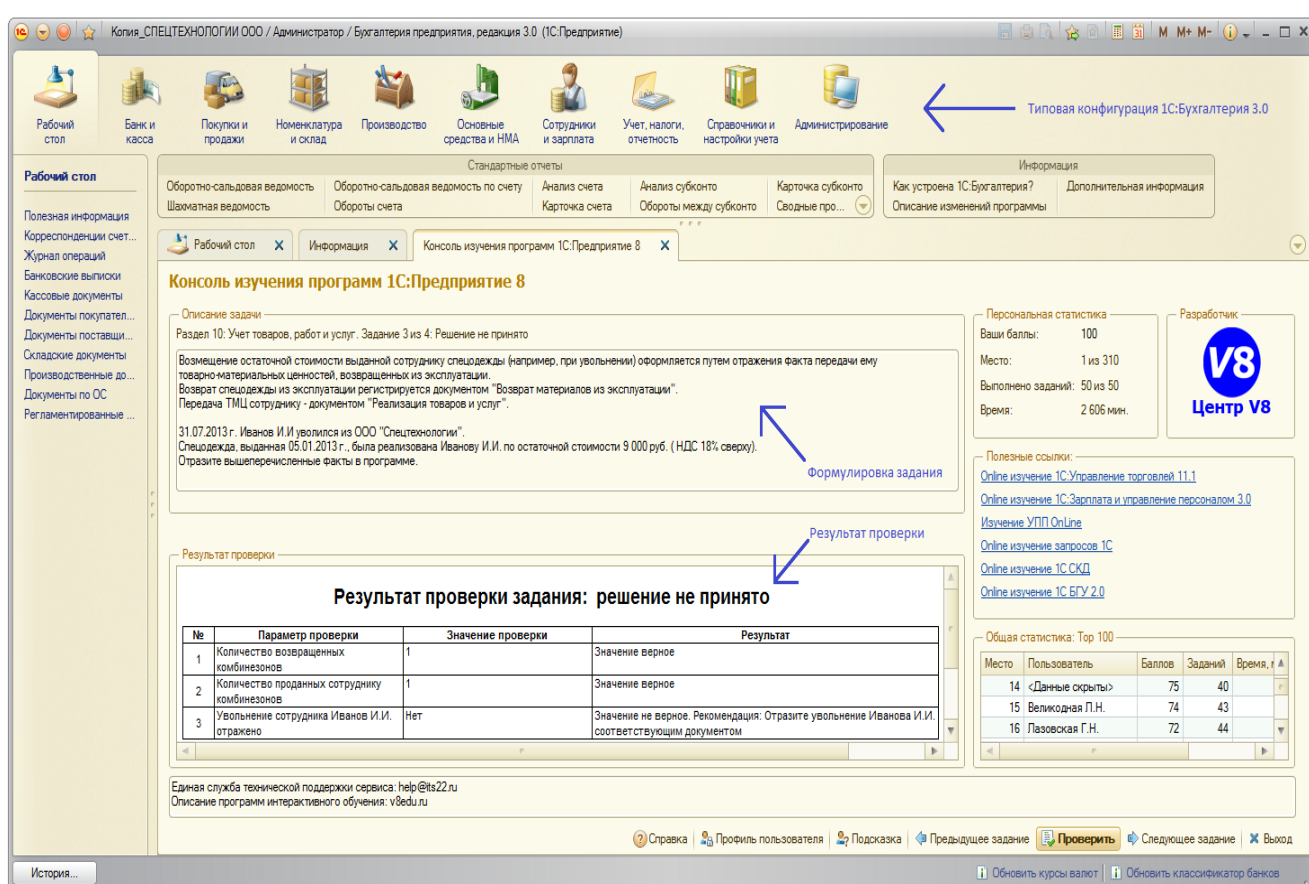 Копия_СПЕЦТЕХНОЛОГИИ ООО / Администратор / Бухгалтерия предприятия, редакция 3.0 (1С:Предприятие)
M M+ M-
Рабочий стол
Банк и касса
Покупки и продажи
Номенклатура и склад
Производство
Основные средства и НМА
Сотрудники и зарплата
Учет, налоги, отчетность
Справочники и настройки учета
Администрирование
Типовая конфигурация 1С:Бухгалтерия 3.0
Рабочий стол
Полезная информация
Корреспонденции счет...
Журнал операций
Банковские выписки
Кассовые документы
Документы покупател...
Документы поставщи...
Складские документы
Производственные до...
Документы по ОС
Регламентированные ...
Стандартные отчеты
Оборотно-сальдовая ведомость Оборотно-сальдовая ведомость по счету Анализ счета Анализ субконто Карточка субконто
Шахматная ведомость Обороты счета Карточка счета Обороты между субконто Сводные про...
Информация
Как устроена 1С:Бухгалтерия? Дополнительная информация
Описание изменений программы
Рабочий стол X Информация X Консоль изучения программ 1С:Предприятие 8 X
Консоль изучения программ 1С:Предприятие 8
Описание задачи
Раздел 10: Учет товаров, работ и услуг. Задание 3 из 4: Решение не принято
Возмещение остаточной стоимости выданной сотруднику спецодежды (например, при увольнении) оформляется путем отражения факта передачи ему
товарно-материальных ценностей, возвращенных из эксплуатации.
Возврат спецодежды из эксплуатации регистрируется документом "Возврат материалов из эксплуатации".
Передача ТМЦ сотруднику - документом "Реализация товаров и услуг".
31.07.2013 г. Иванов И.И уволился из ООО "Спецтехнологии".
Спецодежда, выданная 05.01.2013 г., была реализована Иванову И.И. по остаточной стоимости 9 000 руб. ( НДС 18% сверху).
Отразите вышеперечисленные факты в программе.
Формулировка задания
Результат проверки
Результат проверки
Результат проверки задания: решение не принято
№ Параметр проверки Значение проверки Результат
1 Количество возвращенных комбинезонов 1 Значение верное
2 Количество проданных сотруднику комбинезонов 1 Значение верное
3 Увольнение сотрудника Иванов И.И. отражено Нет Значение не верное. Рекомендация: Отразите увольнение Иванова И.И. соответствующим документом
Персональная статистика
Ваши баллы: 100
Место: 1 из 310
Выполнено заданий: 50 из 50
Время: 2 606 мин.
Разработчик
V8
Центр V8
Полезные ссылки:
Online изучение 1С:Управление торговлей 11.1
Online изучение 1С:Зарплата и управление персоналом 3.0
Изучение УПП OnLine
Online изучение запросов 1С
Online изучение 1С СКД
Online изучение 1С БГУ 2.0
Общая статистика: Top 100
Место Пользователь Баллов Заданий Время,
14 <Данные скрыты> 75 40
15 Великодная Л.Н. 74 43
16 Лазовская Г.Н. 72 44
Единая служба технической поддержки сервиса: help@its22.ru
Описание программ интерактивного обучения: v8edu.ru
Справка Профиль пользователя Подсказка Предыдущее задание Проверить Следующее задание Выход
История...
Обновить курсы валют Обновить классификатор банков